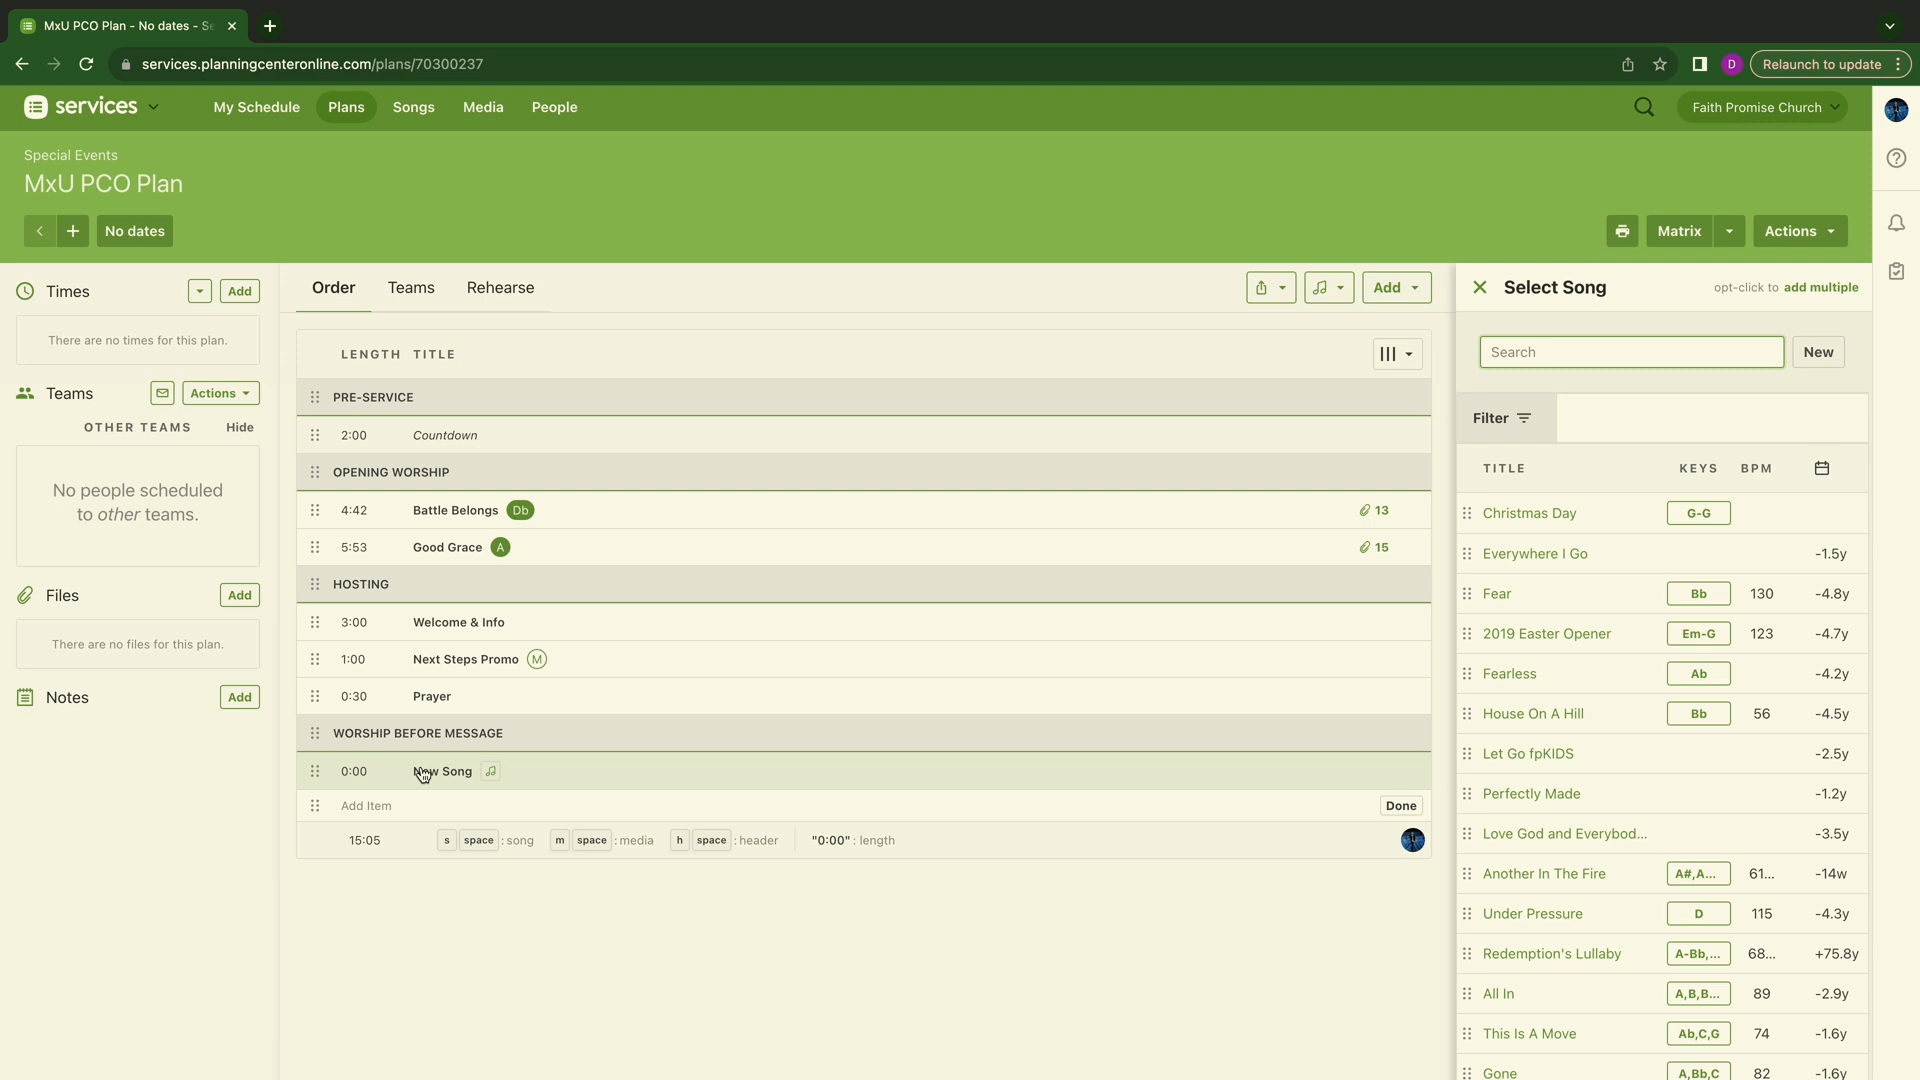 MxU PCO Plan - No dates - Se
services.planningcenteronline.com/plans/70300237
D
Relaunch to update
services
My Schedule
Plans
Songs
Media
People
Faith Promise Church
Special Events
MxU PCO Plan
No dates
Matrix
Actions
Times
Add
There are no times for this plan.
Teams
Actions
OTHER TEAMS
Hide
No people scheduled
to other teams.
Files
Add
There are no files for this plan.
Notes
Add
Order
Teams
Rehearse
Add
LENGTH TITLE
PRE-SERVICE
2:00 Countdown
OPENING WORSHIP
4:42 Battle Belongs Db 13
5:53 Good Grace A 15
HOSTING
3:00 Welcome & Info
1:00 Next Steps Promo M
0:30 Prayer
WORSHIP BEFORE MESSAGE
0:00 New Song
Add Item Done
15:05 s space : song m space : media h space : header "0:00" : length
Select Song
opt-click to add multiple
Search
New
Filter
TITLE KEYS BPM
Christmas Day G-G
Everywhere I Go -1.5y
Fear Bb 130 -4.8y
2019 Easter Opener Em-G 123 -4.7y
Fearless Ab -4.2y
House On A Hill Bb 56 -4.5y
Let Go fpKIDS -2.5y
Perfectly Made -1.2y
Love God and Everybod... -3.5y
Another In The Fire A#,A... 61... -14w
Under Pressure D 115 -4.3y
Redemption's Lullaby A-Bb,... 68... +75.8y
All In A,B,B... 89 -2.9y
This Is A Move Ab,C,G 74 -1.6y
Gone A,Bb,C 82 -1.6y